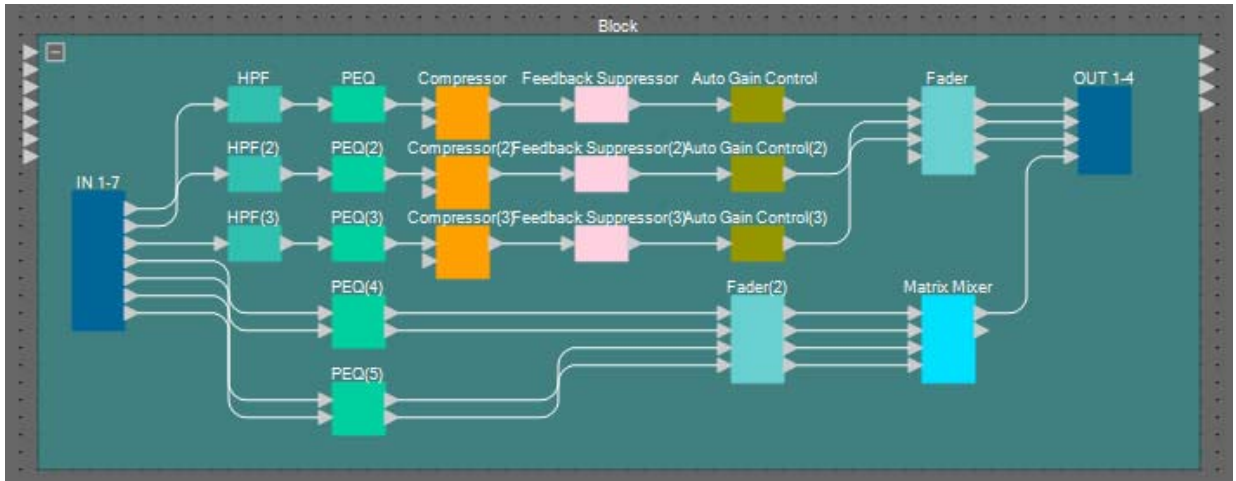 Block
HPF PEQ Compressor Feedback Suppressor Auto Gain Control Fader OUT 1-4
HPF(2) PEQ(2) Compressor(2) Feedback Suppressor(2) Auto Gain Control(2)
IN 1-7
HPF(3) PEQ(3) Compressor(3) Feedback Suppressor(3) Auto Gain Control(3)
PEQ(4) Fader(2) Matrix Mixer
PEQ(5)